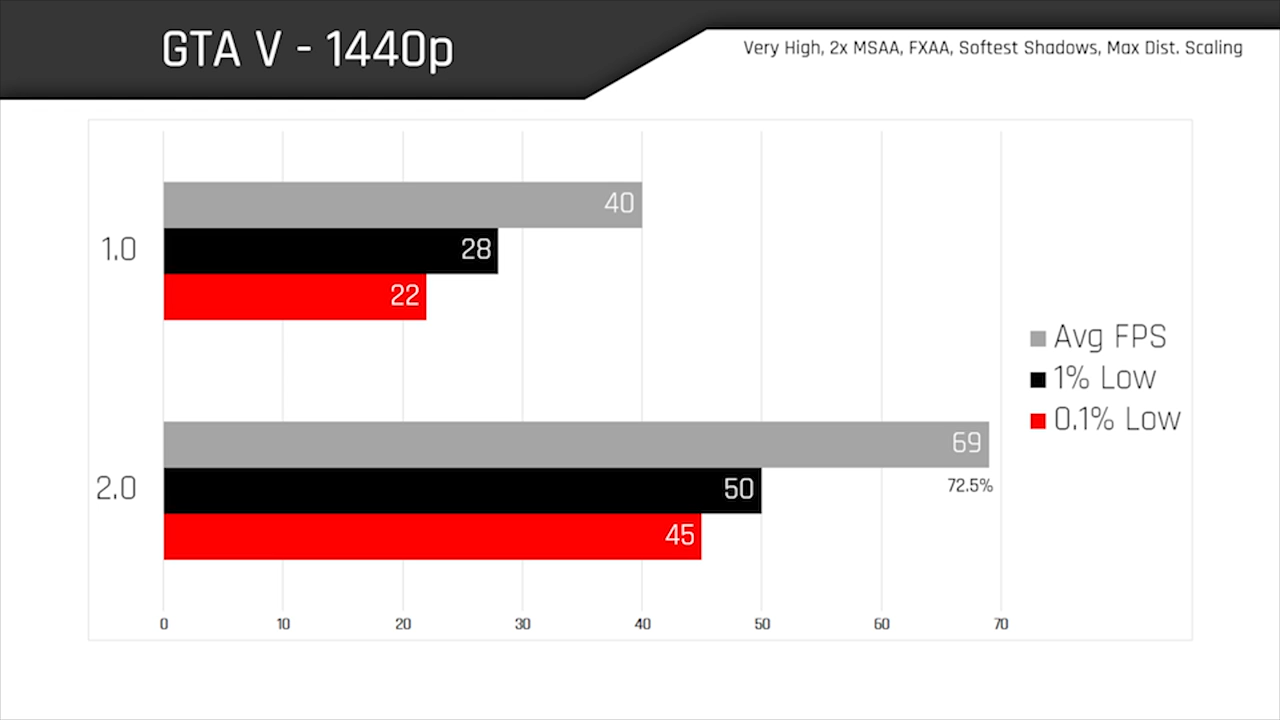 GTA V - 1440p
Very High, 2x MSAA, FXAA, Softest Shadows, Max Dist. Scaling
1.0
40
28
22
2.0
69
72.5%
50
45
Avg FPS
1% Low
0.1% Low
0 10 20 30 40 50 60 70